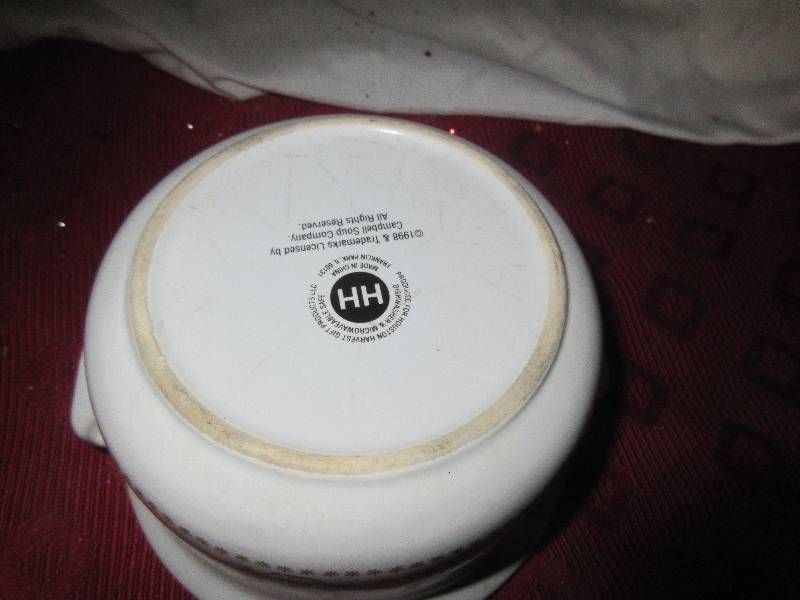 ©1998 & Trademarks Licensed by
Campbell Soup Company.
All Rights Reserved.
HH
PRODUCED FOR HOUSTON HARVEST GIFT PRODUCTS LLC
FRANKLIN PARK, IL 60131
DISHWASHER & MICROWAVEABLE SAFE
MADE IN CHINA